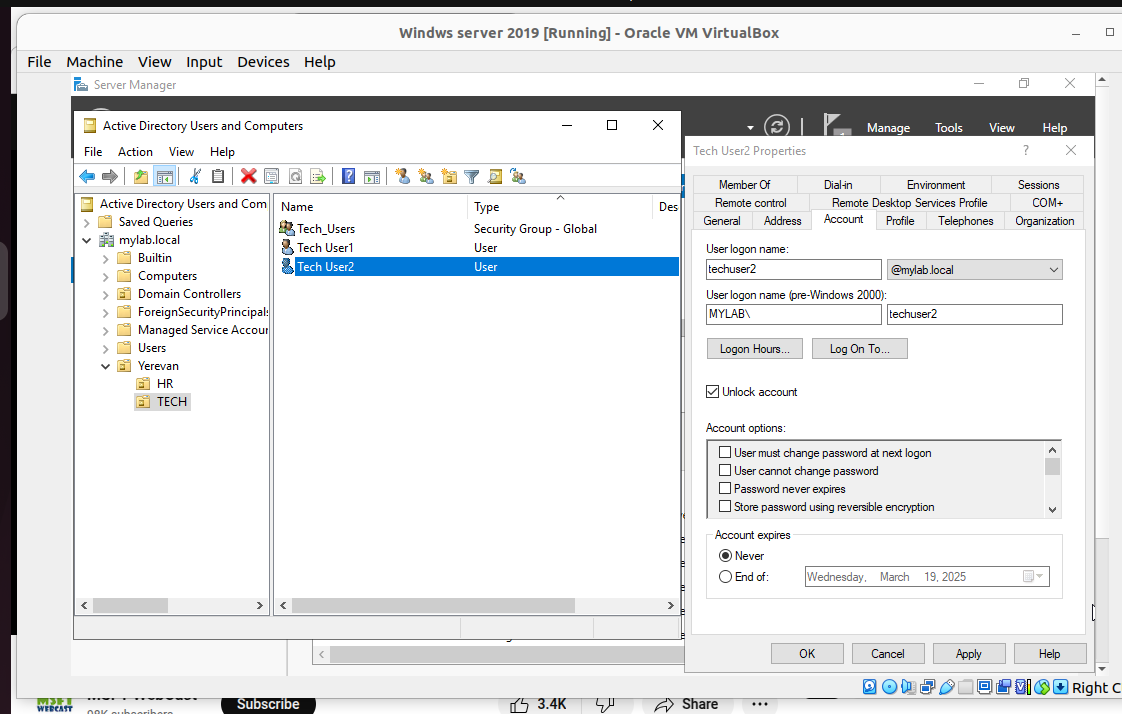 Windws server 2019 [Running] - Oracle VM VirtualBox
File Machine View Input Devices Help
Server Manager
Manage Tools View Help
Active Directory Users and Computers
File Action View Help
Active Directory Users and Com
Saved Queries
mylab.local
Builtin
Computers
Domain Controllers
ForeignSecurityPrincipals
Managed Service Accour
Users
Yerevan
HR
TECH
Name Type Des
Tech_Users Security Group - Global
Tech User1 User
Tech User2 User
Tech User2 Properties
Member Of Dial-in Environment Sessions
Remote control Remote Desktop Services Profile COM+
General Address Account Profile Telephones Organization
User logon name:
techuser2 @mylab.local
User logon name (pre-Windows 2000):
MYLAB\ techuser2
Logon Hours... Log On To...
Unlock account
Account options:
User must change password at next logon
User cannot change password
Password never expires
Store password using reversible encryption
Account expires
Never
End of: Wednesday, March 19, 2025
OK Cancel Apply Help
Right C
MSFT WEBCAST
MSFT WebCast
98K subscribers
Subscribe
3.4K
Share